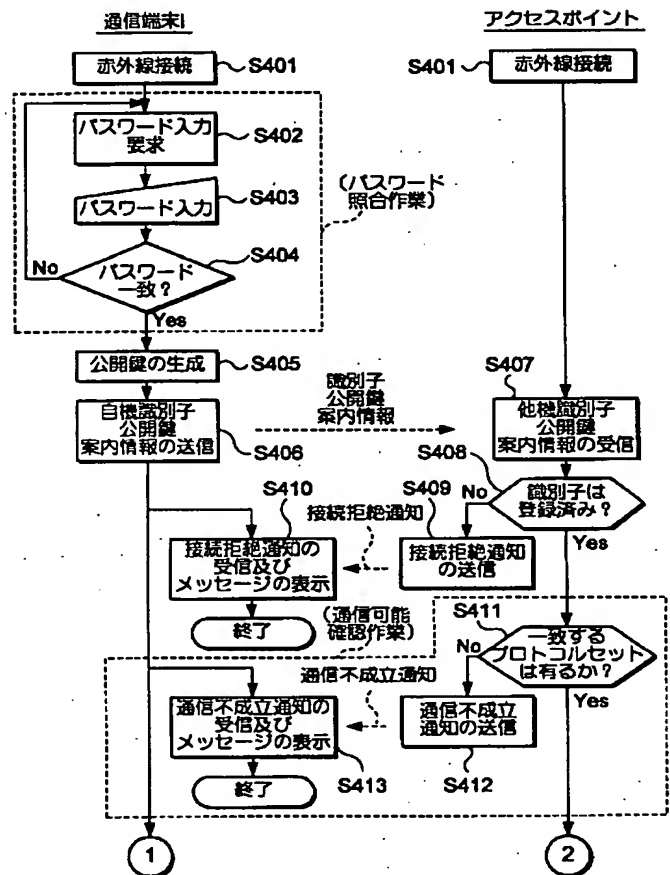 通信端末I
アクセスポイント
赤外線接続
S401
S401
赤外線接続
パスワード入力
要求
S402
パスワード入力
S403
(パスワード
照合作業)
パスワード
一致？
S404
No
Yes
公開鍵の生成
S405
自機識別子
公開鍵
案内情報の送信
S406
識別子
公開鍵
案内情報
S407
他機識別子
公開鍵
案内情報の受信
S408
識別子は
登録済み？
No
Yes
S409
接続拒絶通知
の送信
接続拒絶通知
S410
接続拒絶通知の
受信及び
メッセージの表示
終了
(通信可能
確認作業)
S411
一致する
プロトコルセット
は有るか？
No
Yes
通信不成立
通知の送信
S412
通信不成立通知
通信不成立通知の
受信及び
メッセージの表示
S413
終了
1
2